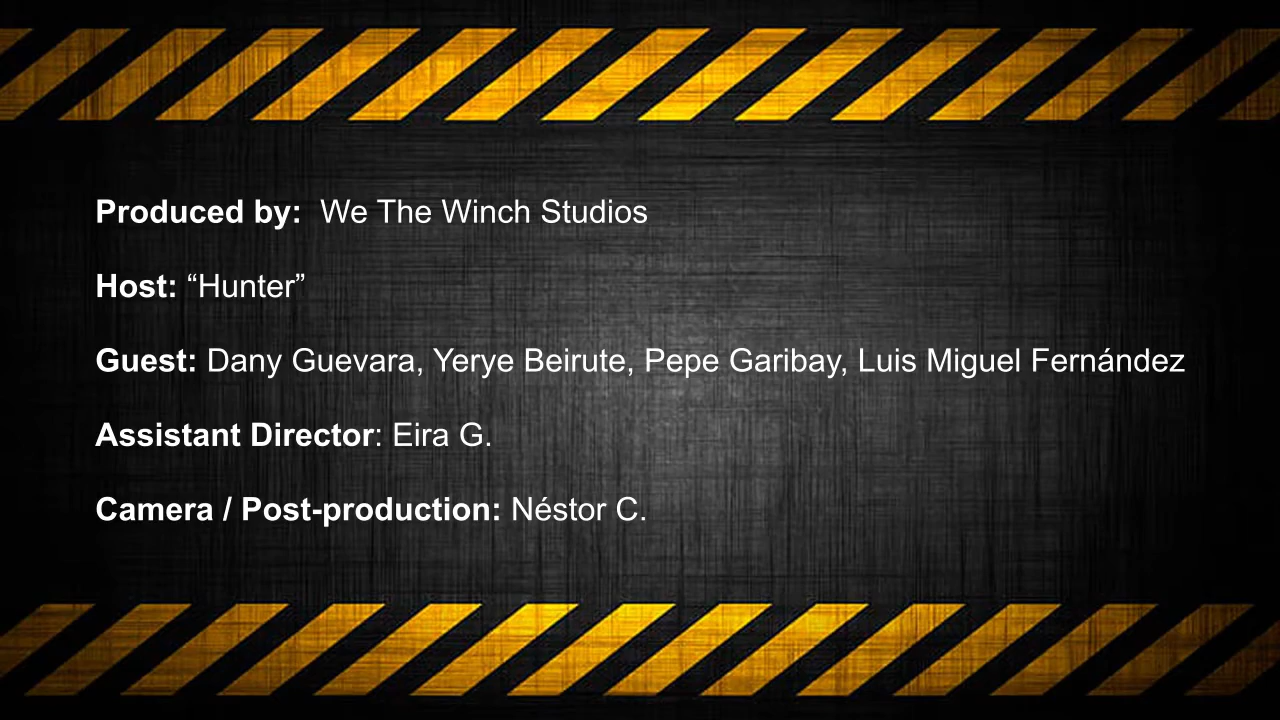 Produced by:  We The Winch Studios
Host: “Hunter”
Guest: Dany Guevara, Yerye Beirute, Pepe Garibay, Luis Miguel Fernández
Assistant Director: Eira G.
Camera / Post-production: Néstor C.